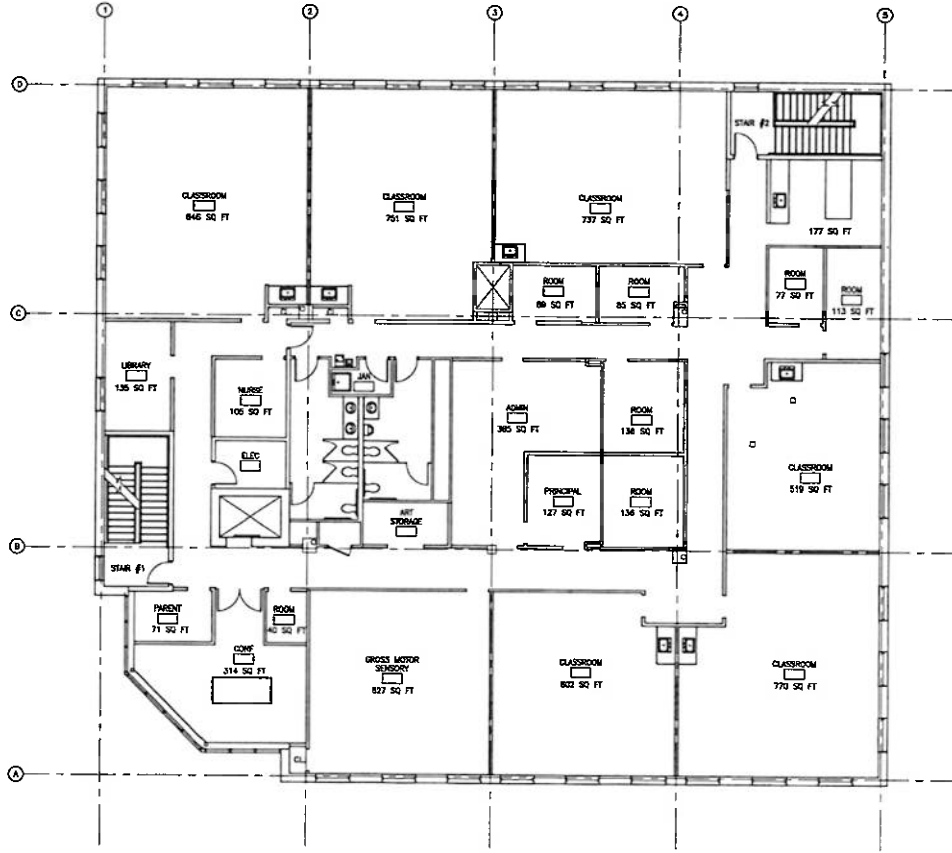 1
2
3
4
5
D
STAIR #2
CLASSROOM
846 SQ FT
CLASSROOM
751 SQ FT
CLASSROOM
737 SQ FT
177 SQ FT
ROOM
89 SQ FT
ROOM
85 SQ FT
ROOM
77 SQ FT
ROOM
113 SQ FT
C
LIBRARY
135 SQ FT
NURSE
105 SQ FT
JAN
ADMIN
385 SQ FT
ROOM
138 SQ FT
ELEC
CLASSROOM
519 SQ FT
PRINCIPAL
127 SQ FT
ROOM
136 SQ FT
ART
STORAGE
B
STAIR #1
PARENT
71 SQ FT
ROOM
40 SQ FT
CONF
314 SQ FT
GROSS MOTOR
SENSORY
827 SQ FT
CLASSROOM
802 SQ FT
CLASSROOM
770 SQ FT
A